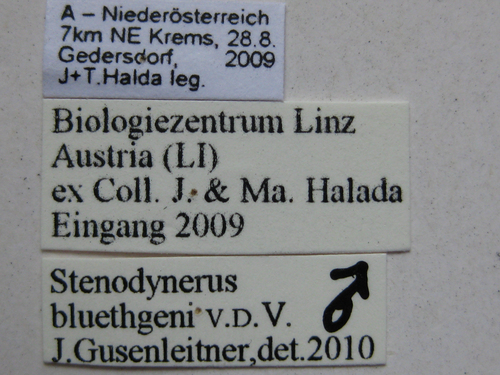 A – Niederösterreich
7km NE Krems, 28.8.
Gedersdorf, 2009
J+T.Halda leg.
Biologiezentrum Linz
Austria (LI)
ex Coll. J. & Ma. Halada
Eingang 2009
Stenodynerus
bluethgeni V.D.V. ♂
J.Gusenleitner,det.2010